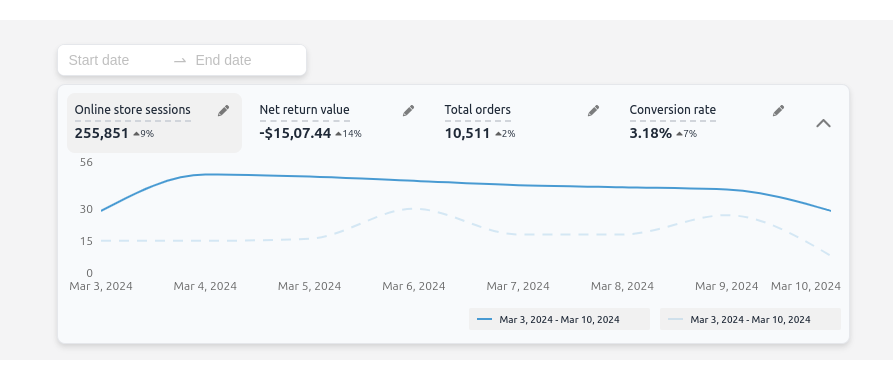 Start date → End date
Online store sessions Net return value Total orders Conversion rate
255,851 9% -$15,07.44 14% 10,511 2% 3.18% 7%
56
30
15
0
Mar 3, 2024 Mar 4, 2024 Mar 5, 2024 Mar 6, 2024 Mar 7, 2024 Mar 8, 2024 Mar 9, 2024 Mar 10, 2024
Mar 3, 2024 - Mar 10, 2024 Mar 3, 2024 - Mar 10, 2024